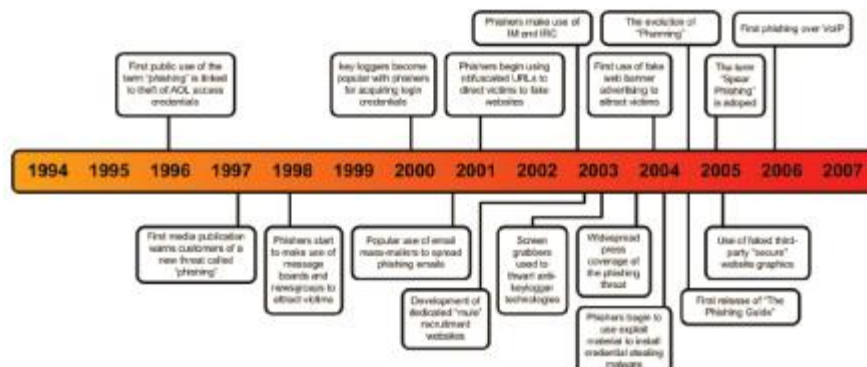 Phishers make use of
IM and IRC
The evolution of
"Pharming"
First phishing over VoIP
First public use of the
term "phishing" is linked
to theft of AOL access
credentials
key loggers become
popular with phishers
for acquiring login
credentials
Phishers begin using
obfuscated URLs to
direct victims to fake
websites
First use of fake
web banner
advertising to
attract victims
The term
"Spear
Phishing"
is adopted
1994 1995 1996 1997 1998 1999 2000 2001 2002 2003 2004 2005 2006 2007
First media publication
warns customers of a
new threat called
"phishing"
Phishers start
to make use of
message
boards and
newsgroups to
attract victims
Popular use of email
mass-mailers to spread
phishing emails
Development of
dedicated "mule"
recruitment
websites
Screen
grabbers
used to
thwart anti-
keylogger
technologies
Widespread
press
coverage of
the phishing
threat
Phishers begin to
use exploit
material to install
credential stealing
malware
Use of faked third-
party "secure"
website graphics
First release of "The
Phishing Guide"